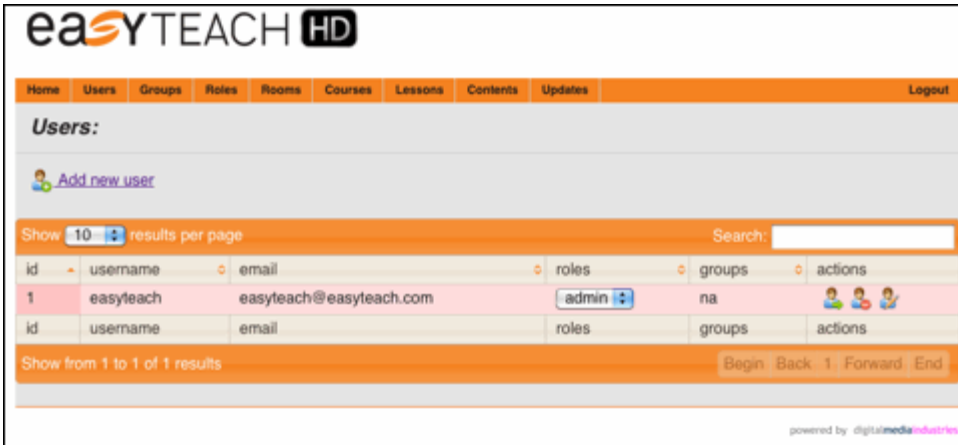 easyTEACH HD
Home Users Groups Roles Rooms Courses Lessons Contents Updates Logout
Users:
Add new user
Show 10 results per page Search:
id username email roles groups actions
1 easyteach easyteach@easyteach.com admin na
id username email roles groups actions
Show from 1 to 1 of 1 results Begin Back 1 Forward End
powered by digitalmediaindustries